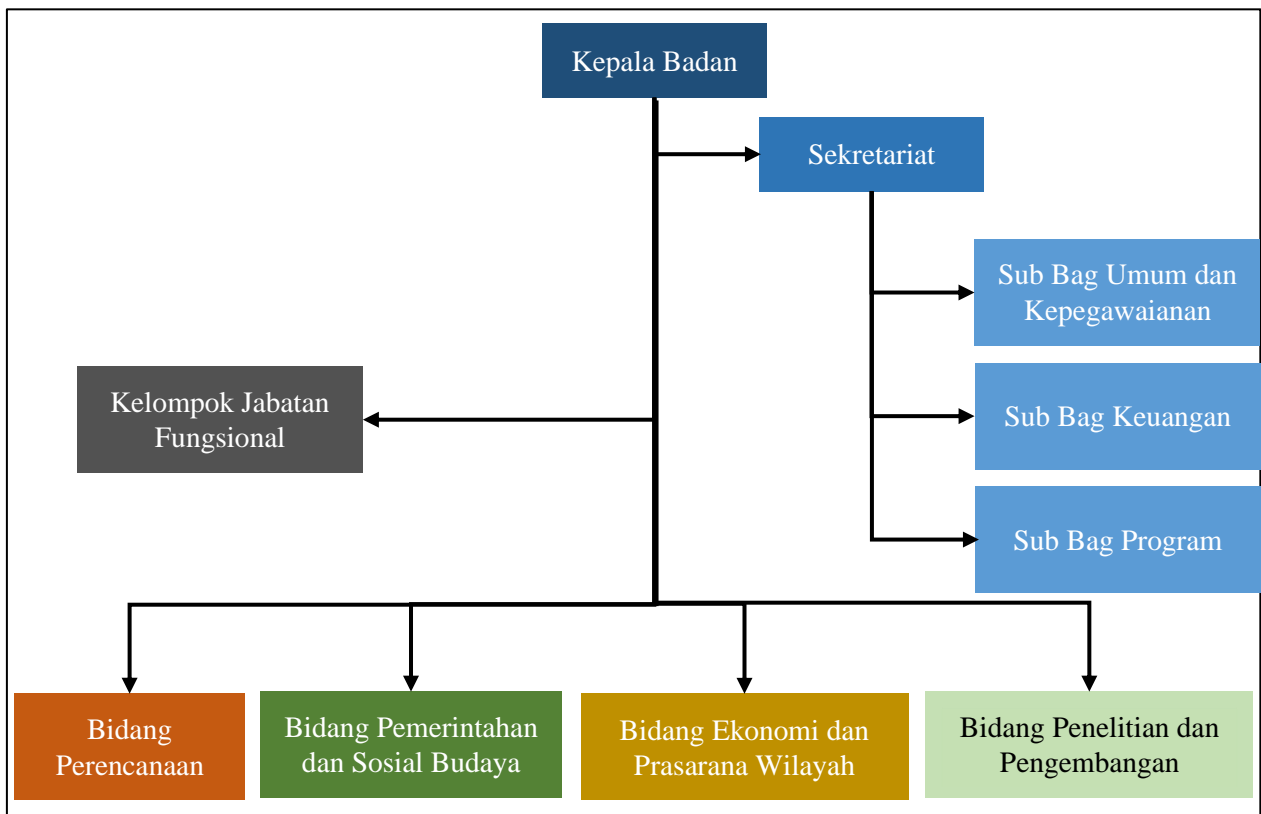 Kepala Badan
Sekretariat
Sub Bag Umum dan
Kepegawaianan
Kelompok Jabatan
Fungsional
Sub Bag Keuangan
Sub Bag Program
Bidang
Perencanaan
Bidang Pemerintahan
dan Sosial Budaya
Bidang Ekonomi dan
Prasarana Wilayah
Bidang Penelitian dan
Pengembangan